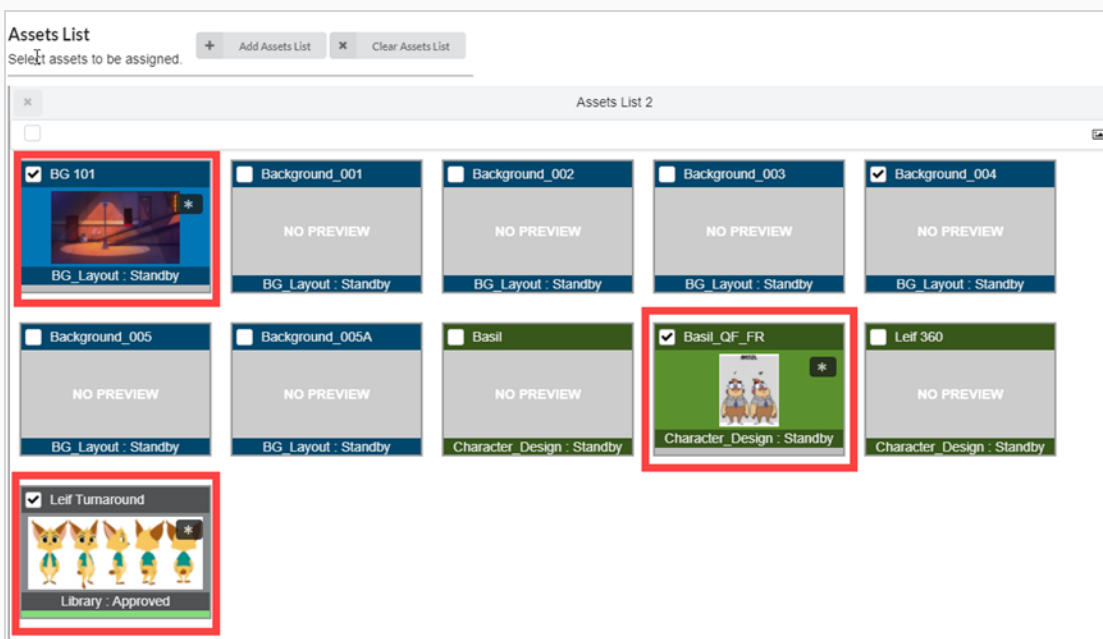 Assets List
Select assets to be assigned.
+ Add Assets List
× Clear Assets List
× Assets List 2
BG 101
*
BG_Layout : Standby
Background_001
NO PREVIEW
BG_Layout : Standby
Background_002
NO PREVIEW
BG_Layout : Standby
Background_003
NO PREVIEW
BG_Layout : Standby
Background_004
NO PREVIEW
BG_Layout : Standby
Background_005
NO PREVIEW
BG_Layout : Standby
Background_005A
NO PREVIEW
BG_Layout : Standby
Basil
NO PREVIEW
Character_Design : Standby
Basil_QF_FR
*
Character_Design : Standby
Leif 360
NO PREVIEW
Character_Design : Standby
Leif Turnaround
*
Library : Approved